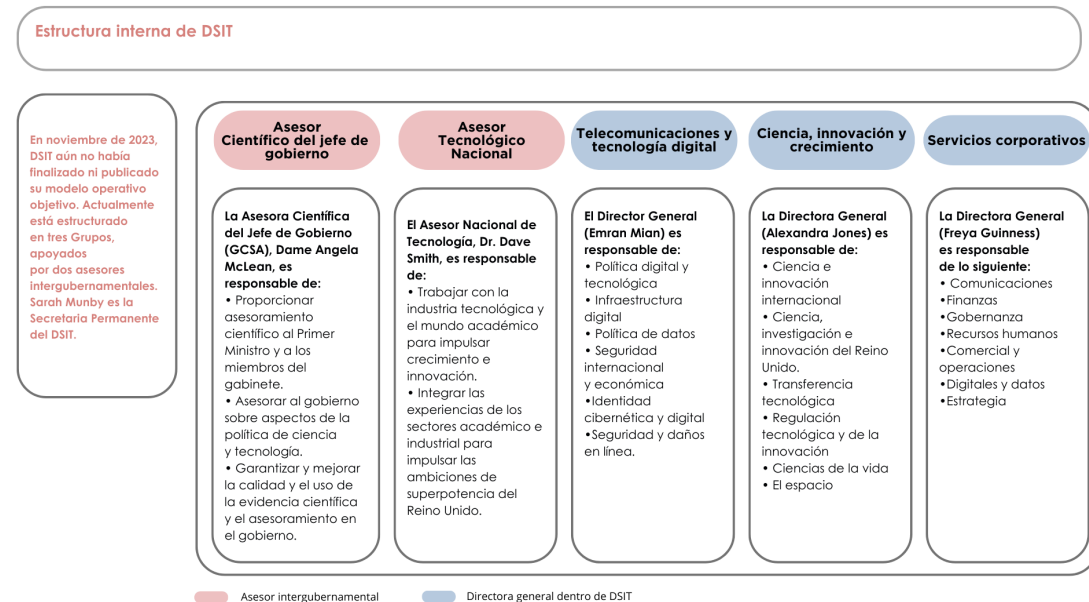 Estructura interna de DSIT
En noviembre de 2023,
DSIT aún no había
finalizado ni publicado
su modelo operativo
objetivo. Actualmente
está estructurado
en tres Grupos,
apoyados
por dos asesores
intergubernamentales.
Sarah Munby es la
Secretaria Permanente
del DSIT.
Asesor
Científico del jefe de
gobierno
La Asesora Científica
del Jefe de Gobierno
(GCSA), Dame Angela
McLean, es
responsable de:
• Proporcionar
asesoramiento
científico al Primer
Ministro y a los
miembros del
gabinete.
• Asesorar al gobierno
sobre aspectos de la
política de ciencia
y tecnología.
• Garantizar y mejorar
la calidad y el uso de
la evidencia científica
y el asesoramiento en
el gobierno.
Asesor
Tecnológico
Nacional
El Asesor Nacional de
Tecnología, Dr. Dave
Smith, es responsable
de:
• Trabajar con la
industria tecnológica y
el mundo académico
para impulsar
crecimiento e
innovación.
• Integrar las
experiencias de los
sectores académico e
industrial para
impulsar las
ambiciones de
superpotencia del
Reino Unido.
Telecomunicaciones y
tecnología digital
El Director General
(Emran Mian) es
responsable de:
• Política digital y
tecnológica
• Infraestructura
digital
• Política de datos
• Seguridad
internacional
y económica
•Identidad
cibernética y digital
•Seguridad y daños
en línea.
Ciencia, innovación y
crecimiento
La Directora General
(Alexandra Jones) es
responsable de:
• Ciencia e
innovación
internacional
• Ciencia,
investigación e
innovación del Reino
Unido.
• Transferencia
tecnológica
• Regulación
tecnológica y de la
innovación
• Ciencias de la vida
• El espacio
Servicios corporativos
La Directora General
(Freya Guinness)
es responsable
de lo siguiente:
• Comunicaciones
•Finanzas
•Gobernanza
•Recursos humanos
•Comercial y
operaciones
•Digitales y datos
•Estrategia
Asesor intergubernamental
Directora general dentro de DSIT